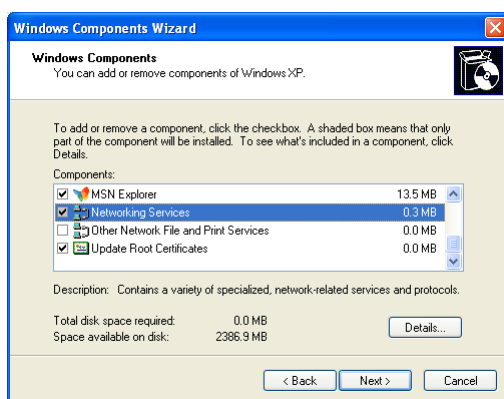 Windows Components Wizard
Windows Components
You can add or remove components of Windows XP.
To add or remove a component, click the checkbox. A shaded box means that only
part of the component will be installed. To see what's included in a component, click
Details.
Components:
MSN Explorer 13.5 MB
Networking Services 0.3 MB
Other Network File and Print Services 0.0 MB
Update Root Certificates 0.0 MB
Description: Contains a variety of specialized, network-related services and protocols.
Total disk space required: 0.0 MB
Space available on disk: 2386.9 MB
Details...
< Back Next > Cancel